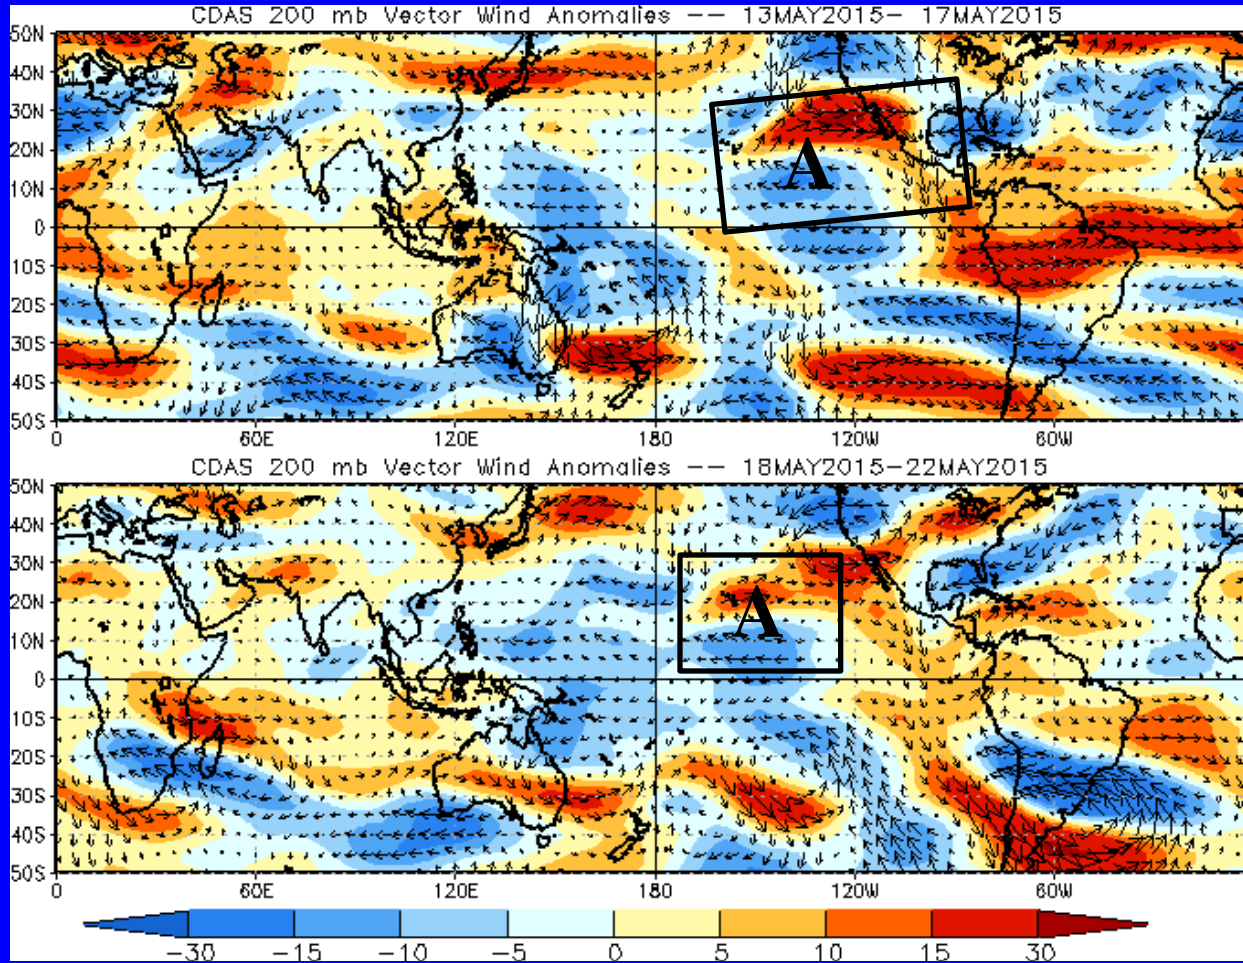 CDAS 200 mb Vector Wind Anomalies -- 13MAY2015- 17MAY2015
50N
40N
30N
20N
10N
0
10S
20S
30S
40S
50S
A
0 60E 120E 180 120W 60W
CDAS 200 mb Vector Wind Anomalies -- 18MAY2015-22MAY2015
50N
40N
30N
20N
10N
0
10S
20S
30S
40S
50S
A
0 60E 120E 180 120W 60W
-30 -15 -10 -5 0 5 10 15 30